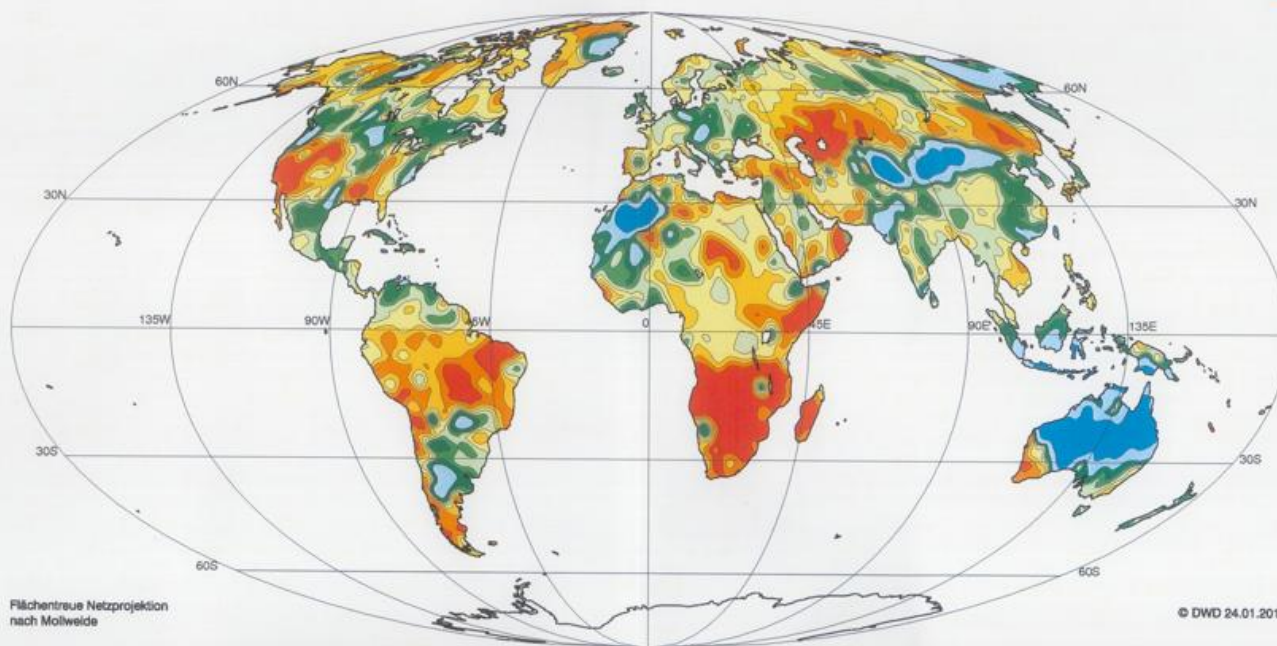 60N
60N
30N
30N
135W
90W
45W
0
45E
90E
135E
30S
30S
60S
60S
Flächentreue Netzprojektion
nach Mollweide
© DWD 24.01.201